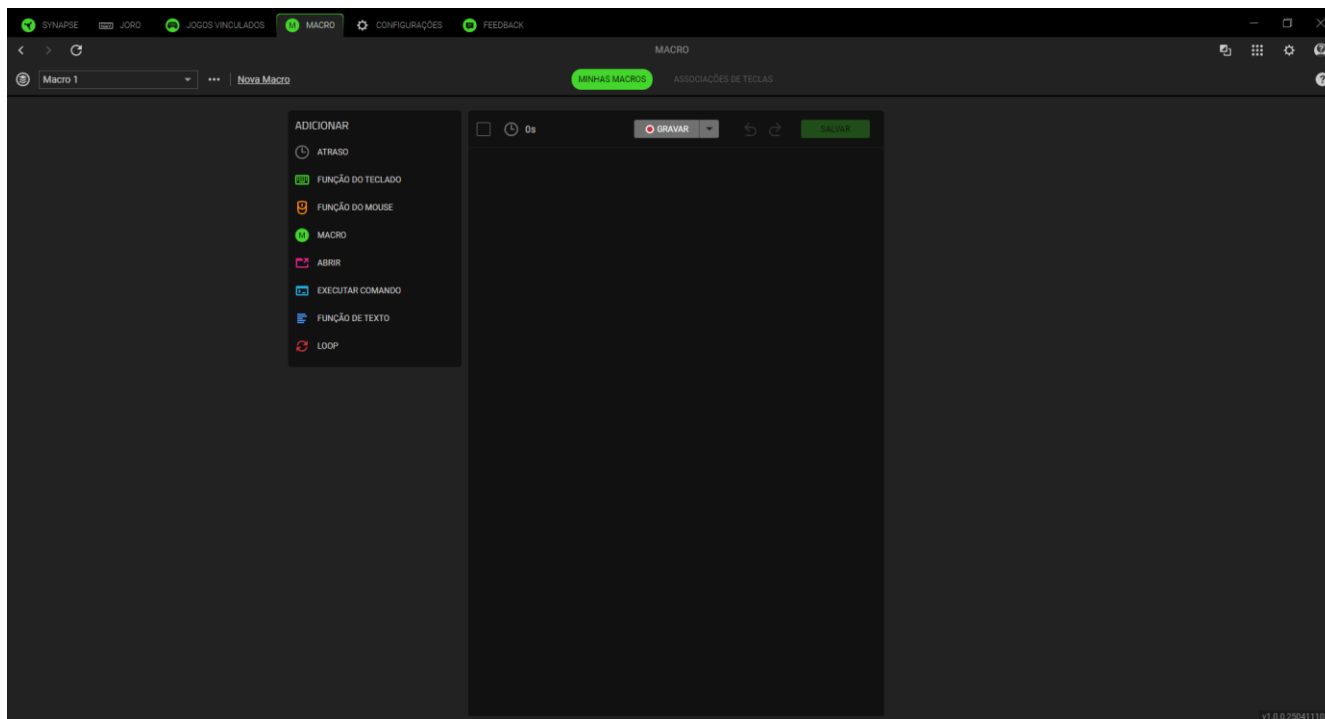 SYNAPSE JORO JOGOS VINCULADOS M MACRO CONFIGURAÇÕES FEEDBACK
MACRO
Macro 1 Nova Macro MINHAS MACROS ASSOCIAÇÕES DE TECLAS
ADICIONAR
0s GRAVAR SALVAR
ATRASO
FUNÇÃO DO TECLADO
FUNÇÃO DO MOUSE
M MACRO
ABRIR
EXECUTAR COMANDO
FUNÇÃO DE TEXTO
LOOP